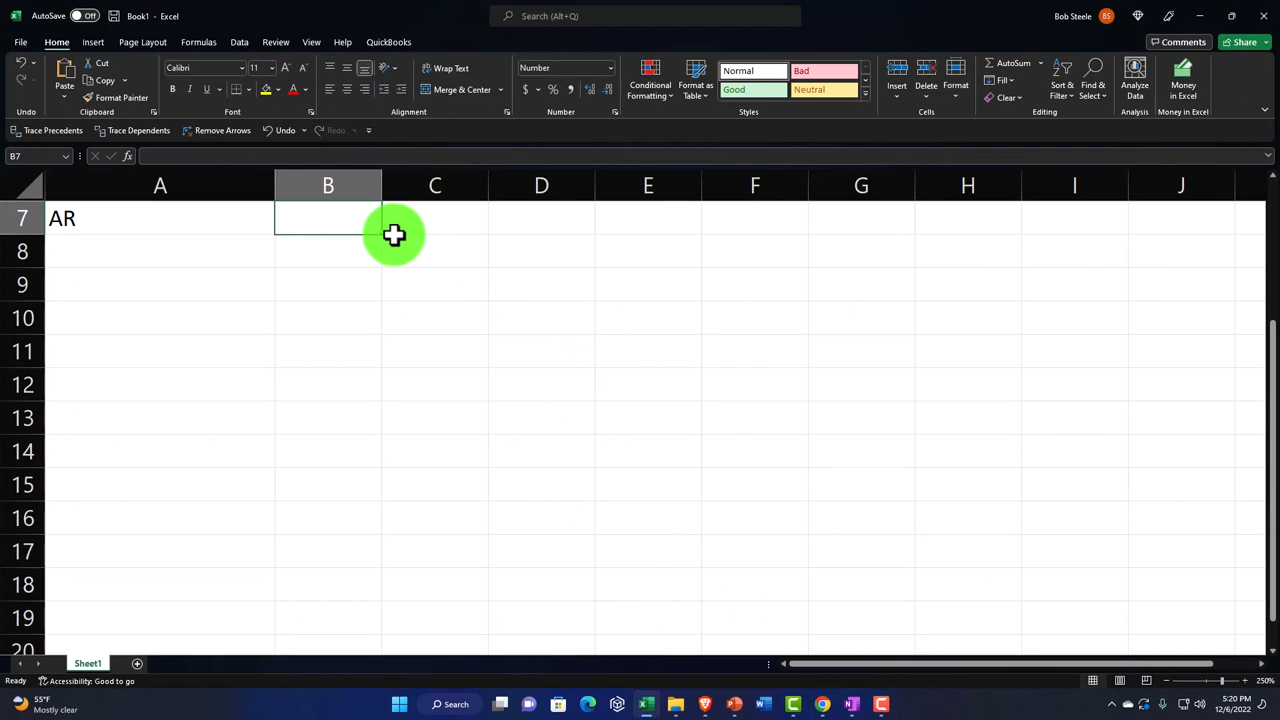 AutoSave Off Book1 - Excel Search (Alt+Q) Bob Steele BS
File Home Insert Page Layout Formulas Data Review View Help QuickBooks Comments Share
Paste Cut Copy Format Painter Calibri 11 B I U A A A Wrap Text Merge & Center Number $ % Conditional Formatting Format as Table Normal Bad Good Neutral Insert Delete Format AutoSum Fill Clear Sort & Filter Find & Select Analyze Data Money in Excel
Undo Clipboard Font Alignment Number Styles Cells Editing Analysis Money in Excel
Trace Precedents Trace Dependents Remove Arrows Undo Redo
B7 fx
A B C D E F G H I J
7 AR
8
9
10
11
12
13
14
15
16
17
18
19
20
Sheet1
Ready Accessibility: Good to go 250%
55°F Search 5:20 PM
Mostly clear 12/6/2022